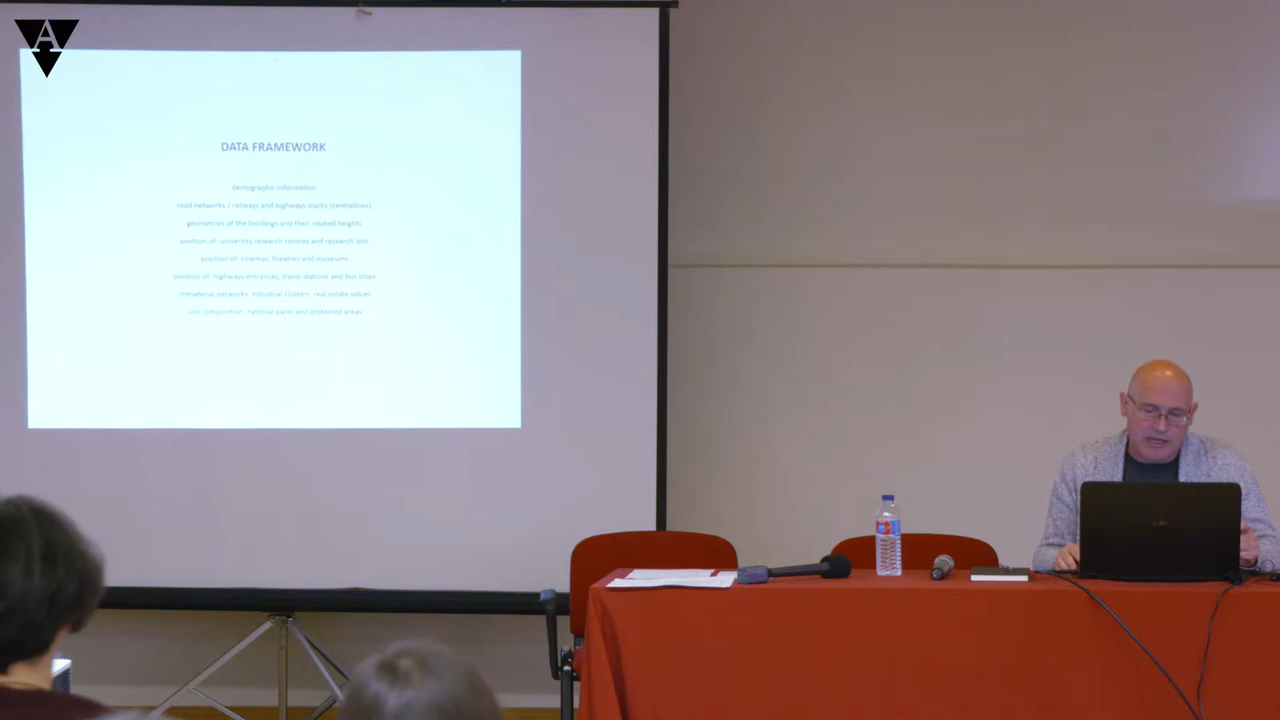 A
DATA FRAMEWORK
demographic information
road networks / railways and highways tracks (centrelines)
geometries of the buildings and their related heights
position of: university research centres and research labs
position of: cinemas, theatres and museums
position of: highways entrances, trains stations and bus stops
immaterial networks, industrial clusters, real estate values
soil composition, national parks and protected areas